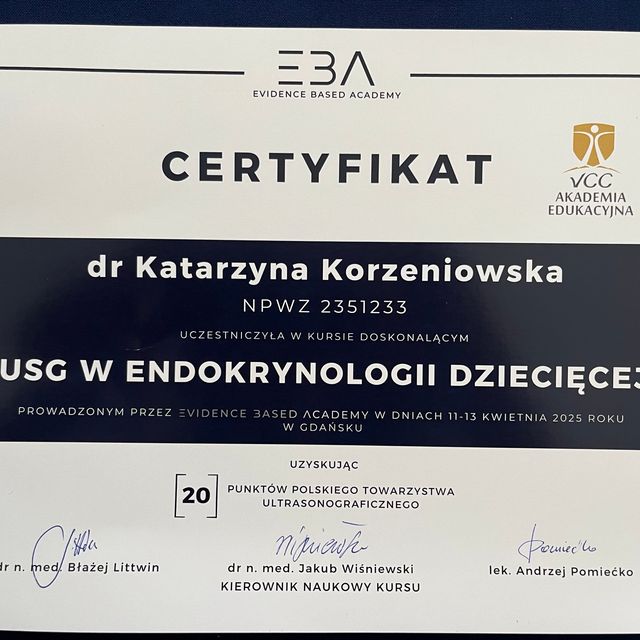 EBA
EVIDENCE BASED ACADEMY
CERTYFIKAT
VCC
AKADEMIA
EDUKACYJNA
dr Katarzyna Korzeniowska
NPWZ 2351233
UCZESTNICZYŁA W KURSIE DOSKONALĄCYM
USG W ENDOKRYNOLOGII DZIECIĘCEJ
PROWADZONYM PRZEZ EVIDENCE BASED ACADEMY W DNIACH 11-13 KWIETNIA 2025 ROKU
W GDAŃSKU
UZYSKUJĄC
[20] PUNKTÓW POLSKIEGO TOWARZYSTWA
ULTRASONOGRAFICZNEGO
dr n. med. Błażej Littwin
dr n. med. Jakub Wiśniewski
KIEROWNIK NAUKOWY KURSU
lek. Andrzej Pomiećko